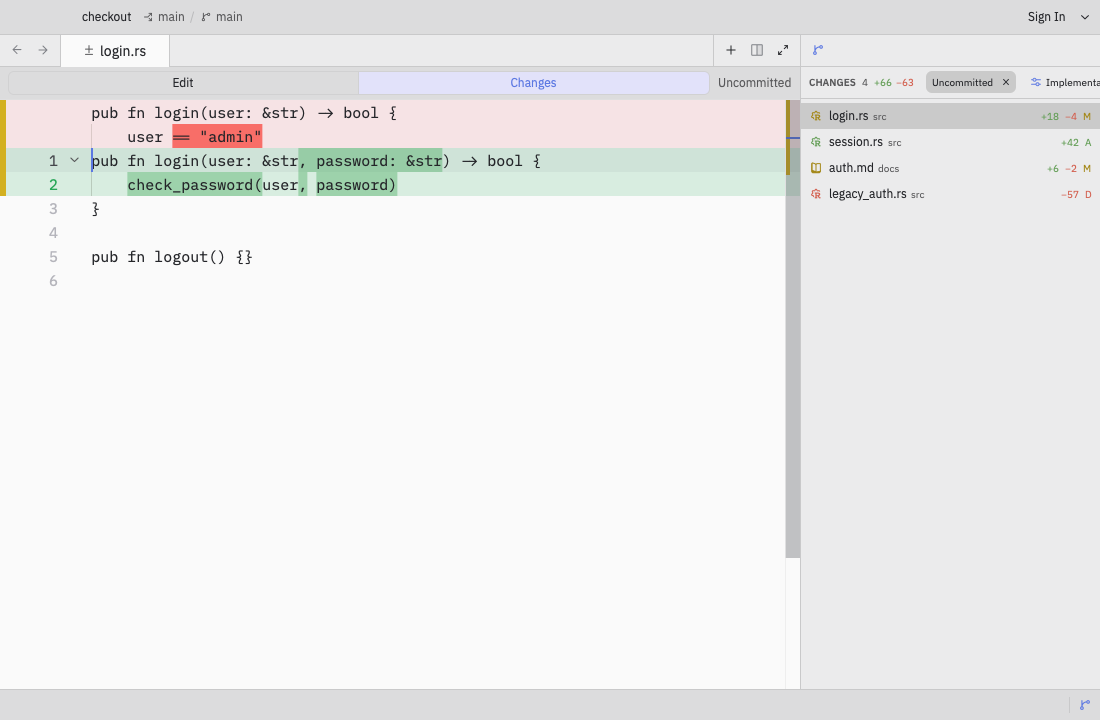 checkout main / main Sign In
login.rs
Edit Changes Uncommitted
CHANGES 4 +66 −63 Uncommitted × Implementa
pub fn login(user: &str) -> bool {
user == "admin"
1 pub fn login(user: &str, password: &str) -> bool {
2 check_password(user, password)
3 }
4
5 pub fn logout() {}
6
login.rs src +18 −4 M
session.rs src +42 A
auth.md docs +6 −2 M
legacy_auth.rs src −57 D